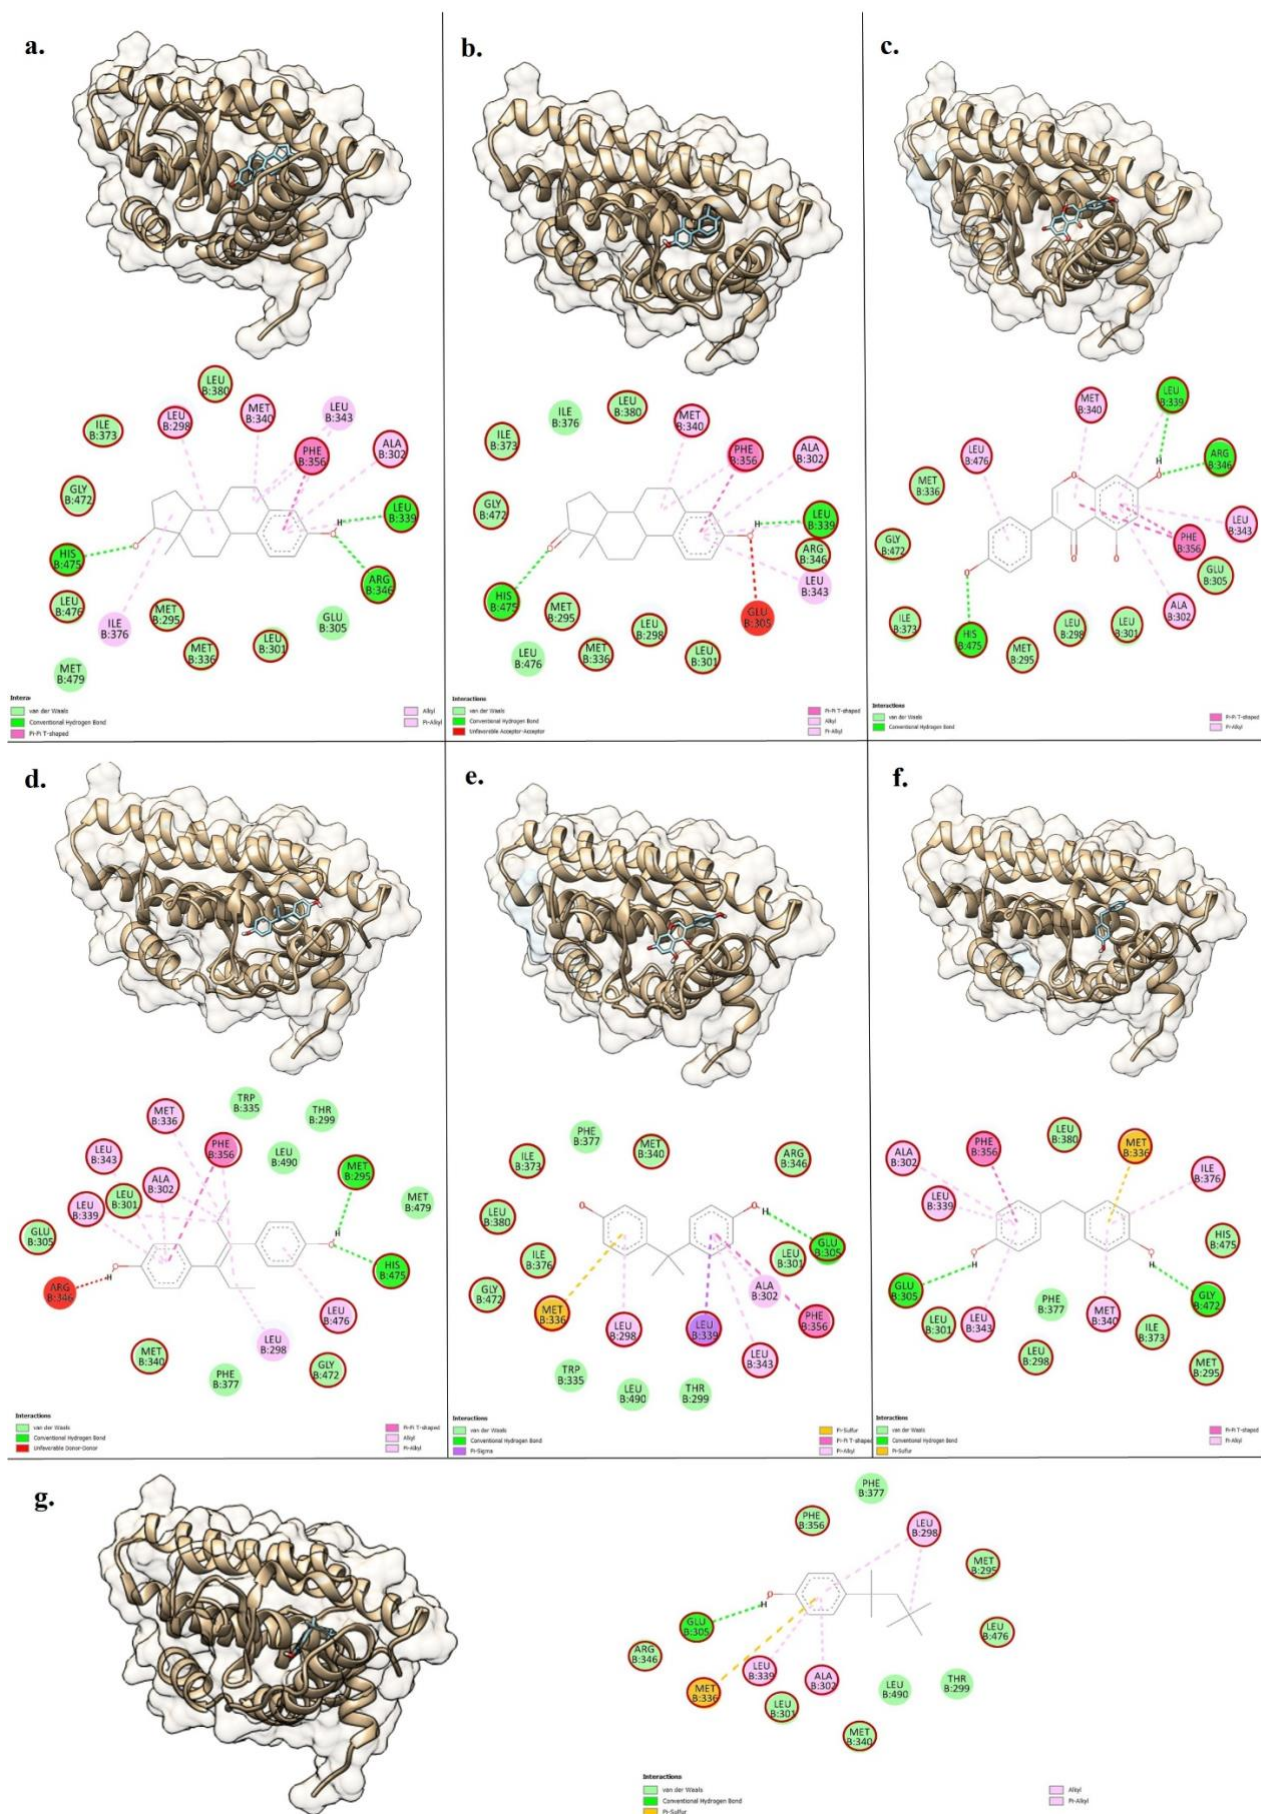 a.
LEU
B:380
LEU
B:298
MET
B:340
LEU
B:343
ILE
B:373
PHE
B:356
ALA
B:302
GLY
B:472
LEU
B:339
H
HIS
B:475
O
O
ARG
B:346
LEU
B:476
ILE
B:376
MET
B:295
MET
B:336
LEU
B:301
GLU
B:305
MET
B:479
Intera
van der Waals
Conventional Hydrogen Bond
Pi-Pi T-shaped
Alkyl
Pi-Alkyl
b.
ILE
B:376
LEU
B:380
MET
B:340
ILE
B:373
PHE
B:356
ALA
B:302
GLY
B:472
LEU
B:339
H
O
O
ARG
B:346
HIS
B:475
LEU
B:343
MET
B:295
GLU
B:305
LEU
B:476
MET
B:336
LEU
B:298
LEU
B:301
Interactions
van der Waals
Conventional Hydrogen Bond
Unfavorable Acceptor-Acceptor
Pi-Pi T-shaped
Alkyl
Pi-Alkyl
c.
MET
B:340
LEU
B:339
LEU
B:476
H
ARG
B:346
MET
B:336
O
O
LEU
B:343
GLY
B:472
PHE
B:356
O
O
GLU
B:305
O
ILE
B:373
HIS
B:475
MET
B:295
LEU
B:298
LEU
B:301
ALA
B:302
Interactions
van der Waals
Conventional Hydrogen Bond
Pi-Pi T-shaped
Pi-Alkyl
d.
MET
B:336
TRP
B:335
THR
B:299
LEU
B:343
PHE
B:356
LEU
B:490
MET
B:295
ALA
B:302
LEU
B:339
LEU
B:301
MET
B:479
GLU
B:305
H
O
HIS
B:475
O
H
ARG
B:346
LEU
B:476
LEU
B:298
MET
B:340
PHE
B:377
GLY
B:472
Interactions
van der Waals
Conventional Hydrogen Bond
Unfavorable Donor-Donor
Pi-Pi T-shaped
Alkyl
Pi-Alkyl
e.
PHE
B:377
ILE
B:373
MET
B:340
ARG
B:346
LEU
B:380
O
O
H
GLU
B:305
ILE
B:376
LEU
B:301
GLY
B:472
ALA
B:302
MET
B:336
LEU
B:298
LEU
B:339
PHE
B:356
LEU
B:343
TRP
B:335
LEU
B:490
THR
B:299
Interactions
van der Waals
Conventional Hydrogen Bond
Pi-Sigma
Pi-Sulfur
Pi-Pi T-shaped
Pi-Alkyl
f.
PHE
B:356
LEU
B:380
MET
B:336
ALA
B:302
ILE
B:376
LEU
B:339
HIS
B:475
O
H
O
H
GLU
B:305
GLY
B:472
PHE
B:377
LEU
B:301
LEU
B:343
MET
B:340
ILE
B:373
LEU
B:298
MET
B:295
Interactions
van der Waals
Conventional Hydrogen Bond
Pi-Sulfur
Pi-Pi T-shaped
Pi-Alkyl
g.
PHE
B:377
PHE
B:356
LEU
B:298
MET
B:295
O
H
GLU
B:305
LEU
B:476
ARG
B:346
LEU
B:339
MET
B:336
ALA
B:302
LEU
B:490
THR
B:299
LEU
B:301
MET
B:340
Interactions
van der Waals
Conventional Hydrogen Bond
Pi-Sulfur
Alkyl
Pi-Alkyl